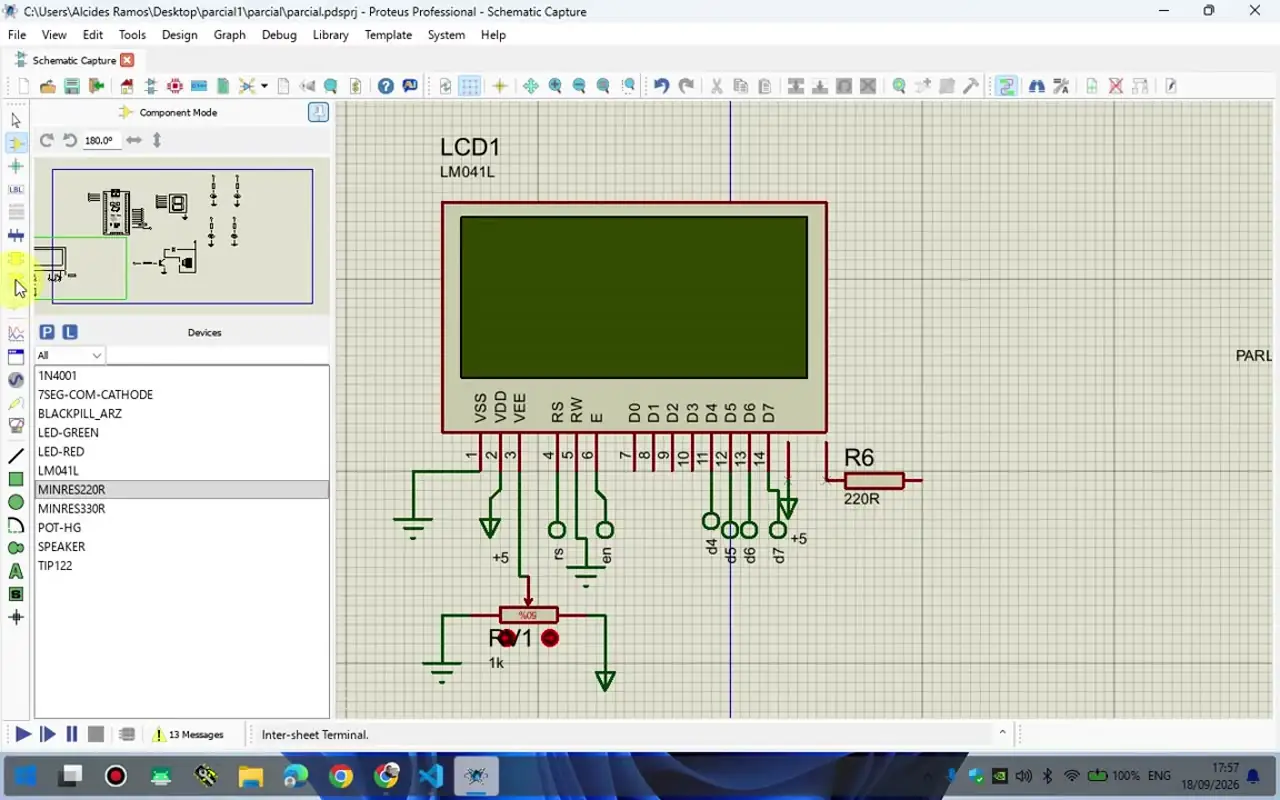 C:\Users\Alcides Ramos\Desktop\parcial1\parcial\parcial.pdsprj - Proteus Professional - Schematic Capture
File View Edit Tools Design Graph Debug Library Template System Help
Schematic Capture
Component Mode
180.0°
LBL
P L Devices
All
1N4001
7SEG-COM-CATHODE
BLACKPILL_ARZ
LED-GREEN
LED-RED
LM041L
MINRES220R
MINRES330R
POT-HG
SPEAKER
TIP122
LCD1
LM041L
VSS VDD VEE RS RW E D0 D1 D2 D3 D4 D5 D6 D7
1 2 3 4 5 6 7 8 9 10 11 12 13 14
R6
220R
PARL
+5
rs
en
d4
d5
d6
d7
+5
50%
RV1
1k
13 Messages
Inter-sheet Terminal.
100% ENG
17:57
18/09/2026